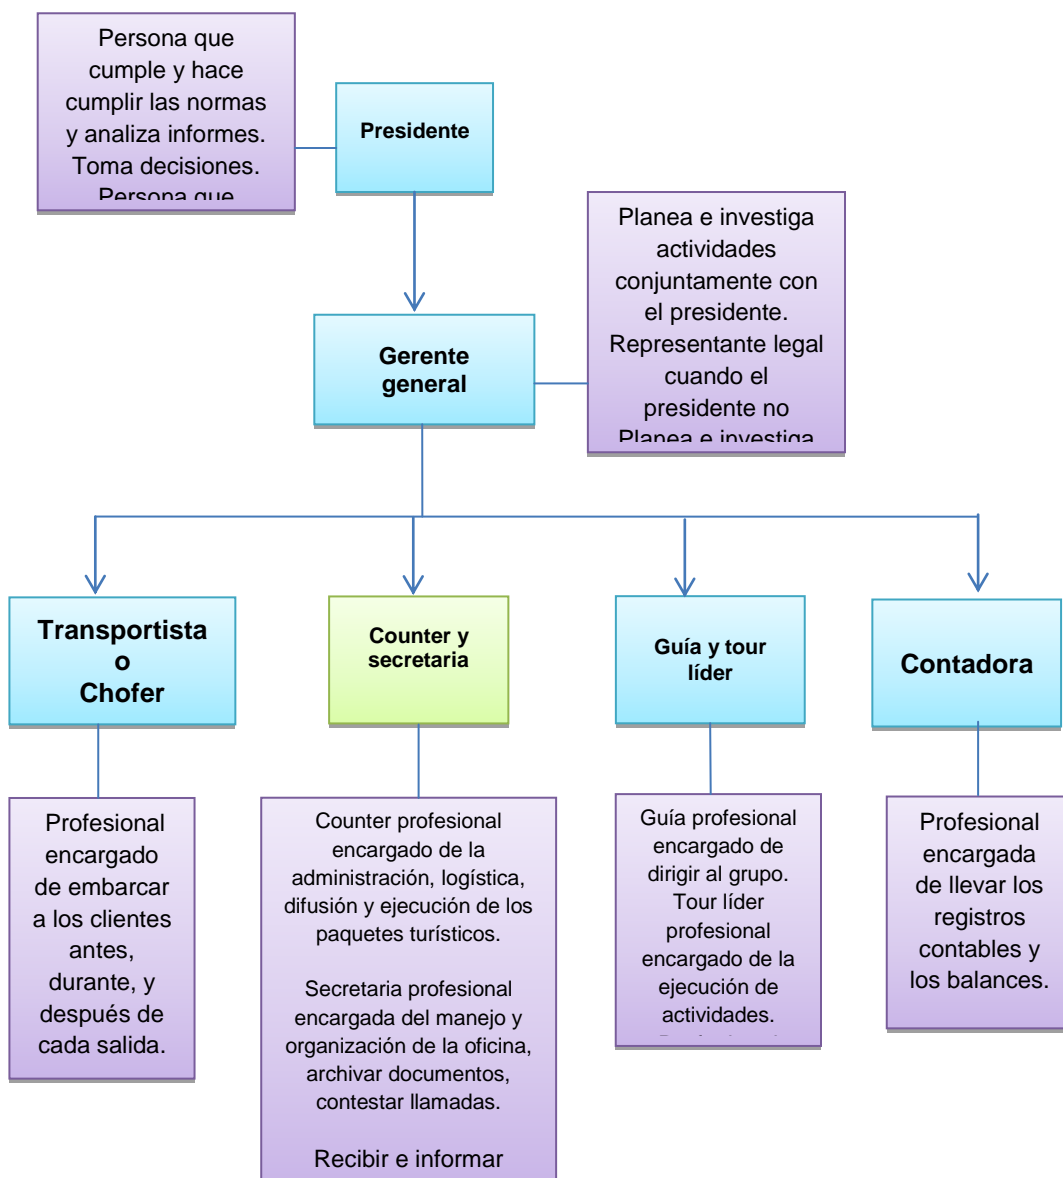 Persona que
cumple y hace
cumplir las normas
y analiza informes.
Toma decisiones.
Persona que
Presidente
Planea e investiga
actividades
conjuntamente con
el presidente.
Representante legal
cuando el
presidente no
Planea e investiga
Gerente
general
Transportista
o
Chofer
Counter y
secretaria
Guía y tour
líder
Contadora
Profesional
encargado
de embarcar
a los clientes
antes,
durante, y
después de
cada salida.
Counter profesional
encargado de la
administración, logística,
difusión y ejecución de los
paquetes turísticos.
Secretaria profesional
encargada del manejo y
organización de la oficina,
archivar documentos,
contestar llamadas.
Recibir e informar
Guía profesional
encargado de
dirigir al grupo.
Tour líder
profesional
encargado de la
ejecución de
actividades.
Profesional
encargada
de llevar los
registros
contables y
los balances.